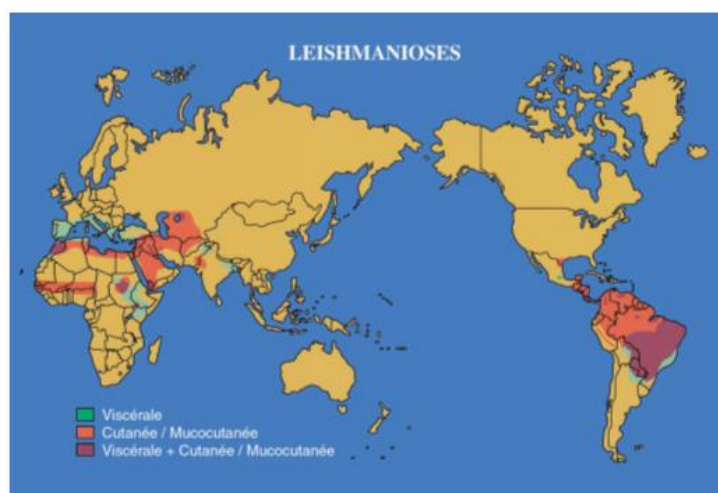 LEISHMANIOSES
Viscérale
Cutanée / Mucocutanée
Viscérale + Cutanée / Mucocutanée